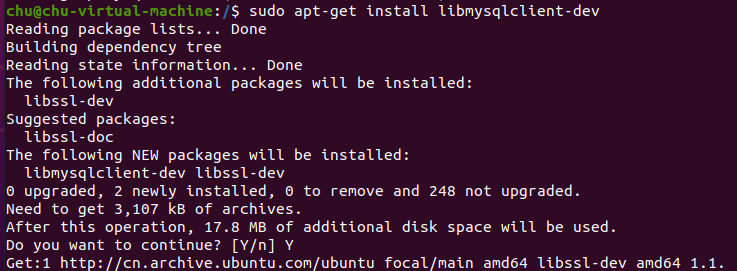 chu@chu-virtual-machine:/$ sudo apt-get install libmysqlclient-dev
Reading package lists... Done
Building dependency tree
Reading state information... Done
The following additional packages will be installed:
  libssl-dev
Suggested packages:
  libssl-doc
The following NEW packages will be installed:
  libmysqlclient-dev libssl-dev
0 upgraded, 2 newly installed, 0 to remove and 248 not upgraded.
Need to get 3,107 kB of archives.
After this operation, 17.8 MB of additional disk space will be used.
Do you want to continue? [Y/n] Y
Get:1 http://cn.archive.ubuntu.com/ubuntu focal/main amd64 libssl-dev amd64 1.1.